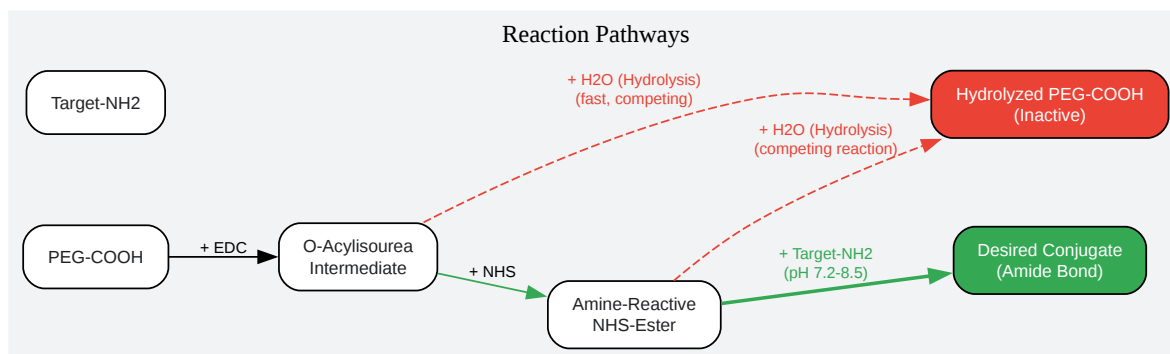 Reaction Pathways
Target-NH2
+ H2O (Hydrolysis)
(fast, competing)
Hydrolyzed PEG-COOH
(Inactive)
+ H2O (Hydrolysis)
(competing reaction)
PEG-COOH
+ EDC
O-Acylisourea
Intermediate
+ NHS
Amine-Reactive
NHS-Ester
+ Target-NH2
(pH 7.2-8.5)
Desired Conjugate
(Amide Bond)